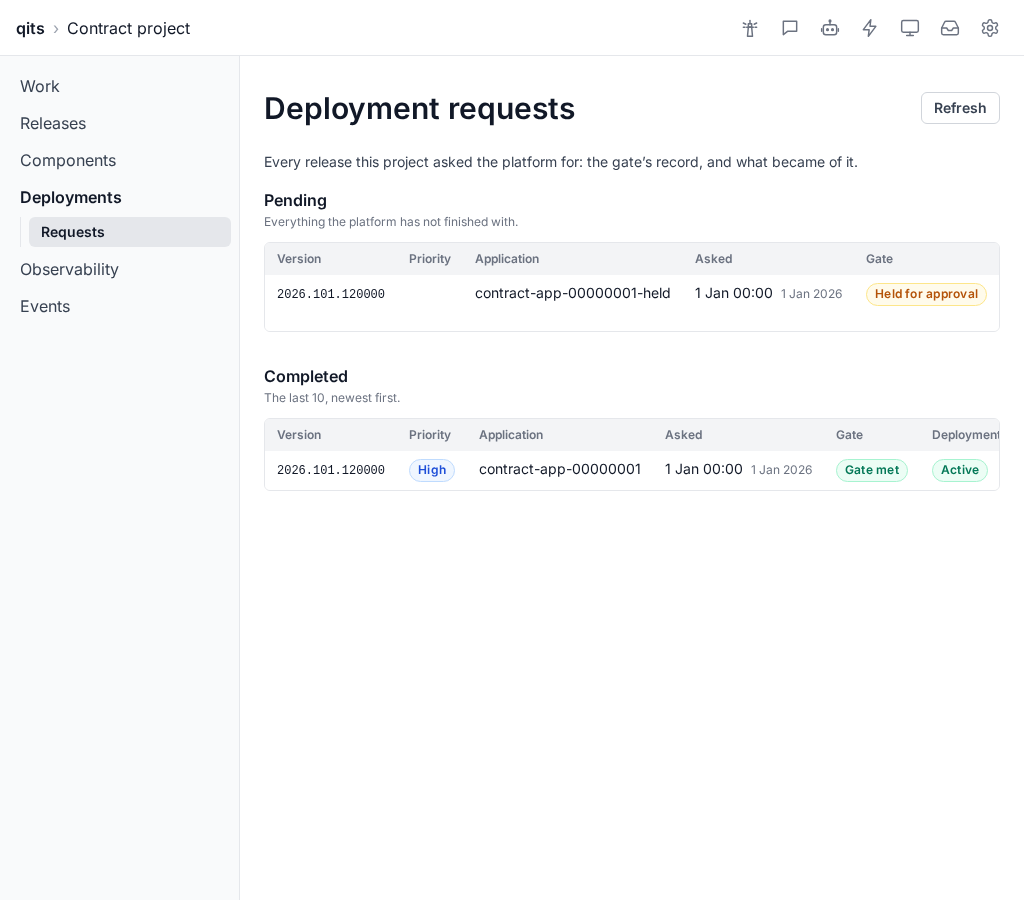 qits › Contract project
Work
Releases
Components
Deployments
Requests
Observability
Events
Deployment requests
Refresh
Every release this project asked the platform for: the gate’s record, and what became of it.
Pending
Everything the platform has not finished with.
Version Priority Application Asked Gate
2026.101.120000 contract-app-00000001-held 1 Jan 00:00 1 Jan 2026 Held for approval
Completed
The last 10, newest first.
Version Priority Application Asked Gate Deployment
2026.101.120000 High contract-app-00000001 1 Jan 00:00 1 Jan 2026 Gate met Active